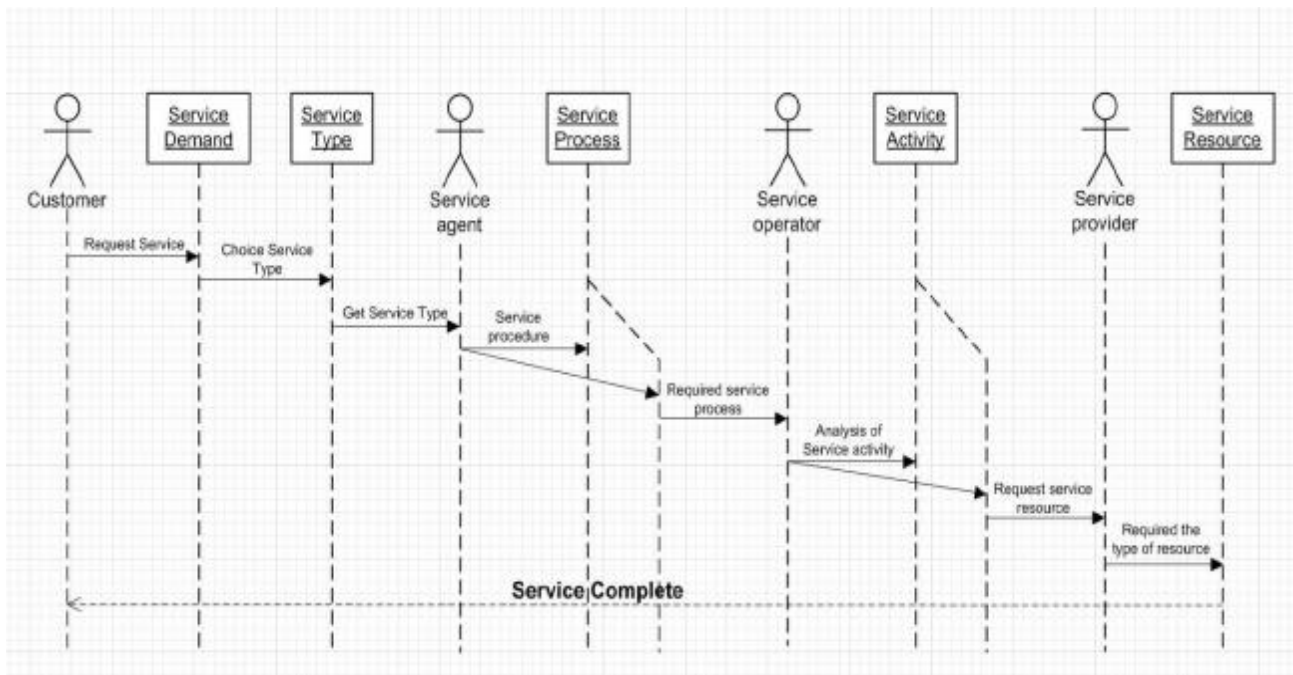 Service
Demand
Service
Type
Service
Process
Service
Activity
Service
Resource
Customer
Service
agent
Service
operator
Service
provider
Request Service
Choice Service
Type
Get Service Type
Service
procedure
Required service
process
Analysis of
Service activity
Request service
resource
Required the
type of resource
Service Complete